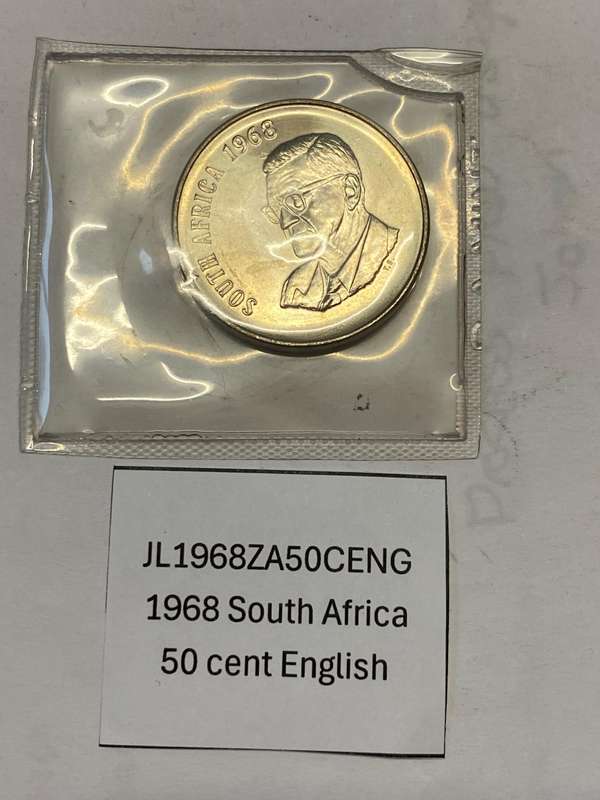 SOUTH AFRICA 1968
JL1968ZA50CENG
1968 South Africa
50 cent English